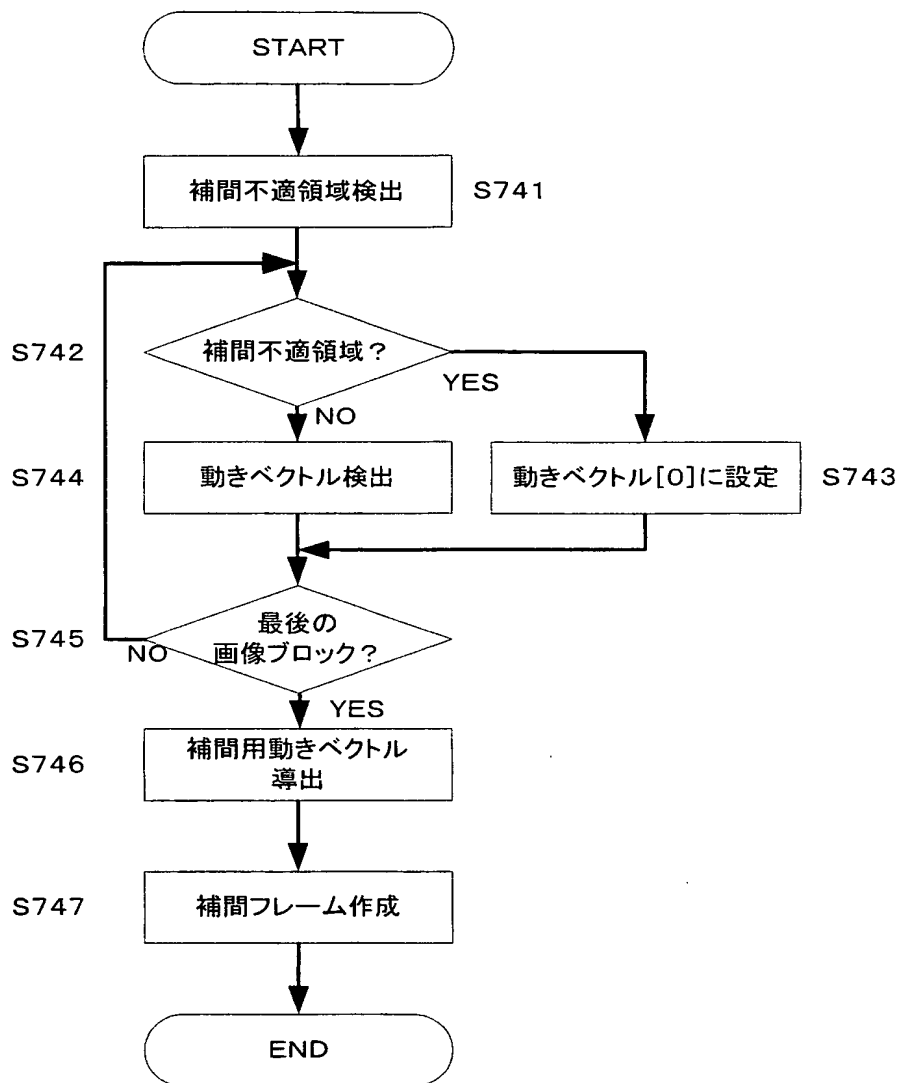 START
補間不適領域検出
S741
S742
補間不適領域?
YES
NO
S744
動きベクトル検出
動きベクトル[0]に設定
S743
S745
最後の
画像ブロック?
NO
YES
S746
補間用動きベクトル
導出
S747
補間フレーム作成
END